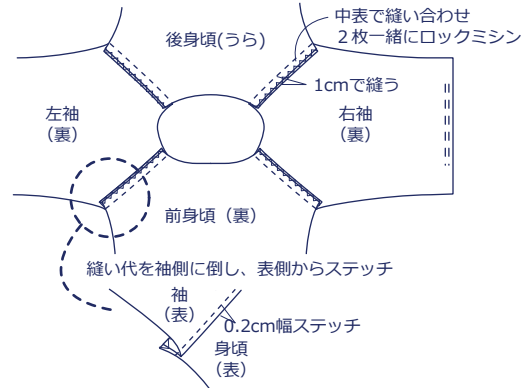 後身頃(うら)
中表で縫い合わせ
２枚一緒にロックミシン
1cmで縫う
左袖
（裏）
右袖
（裏）
前身頃（裏）
縫い代を袖側に倒し、表側からステッチ
袖
（表）
0.2cm幅ステッチ
身頃
（表）